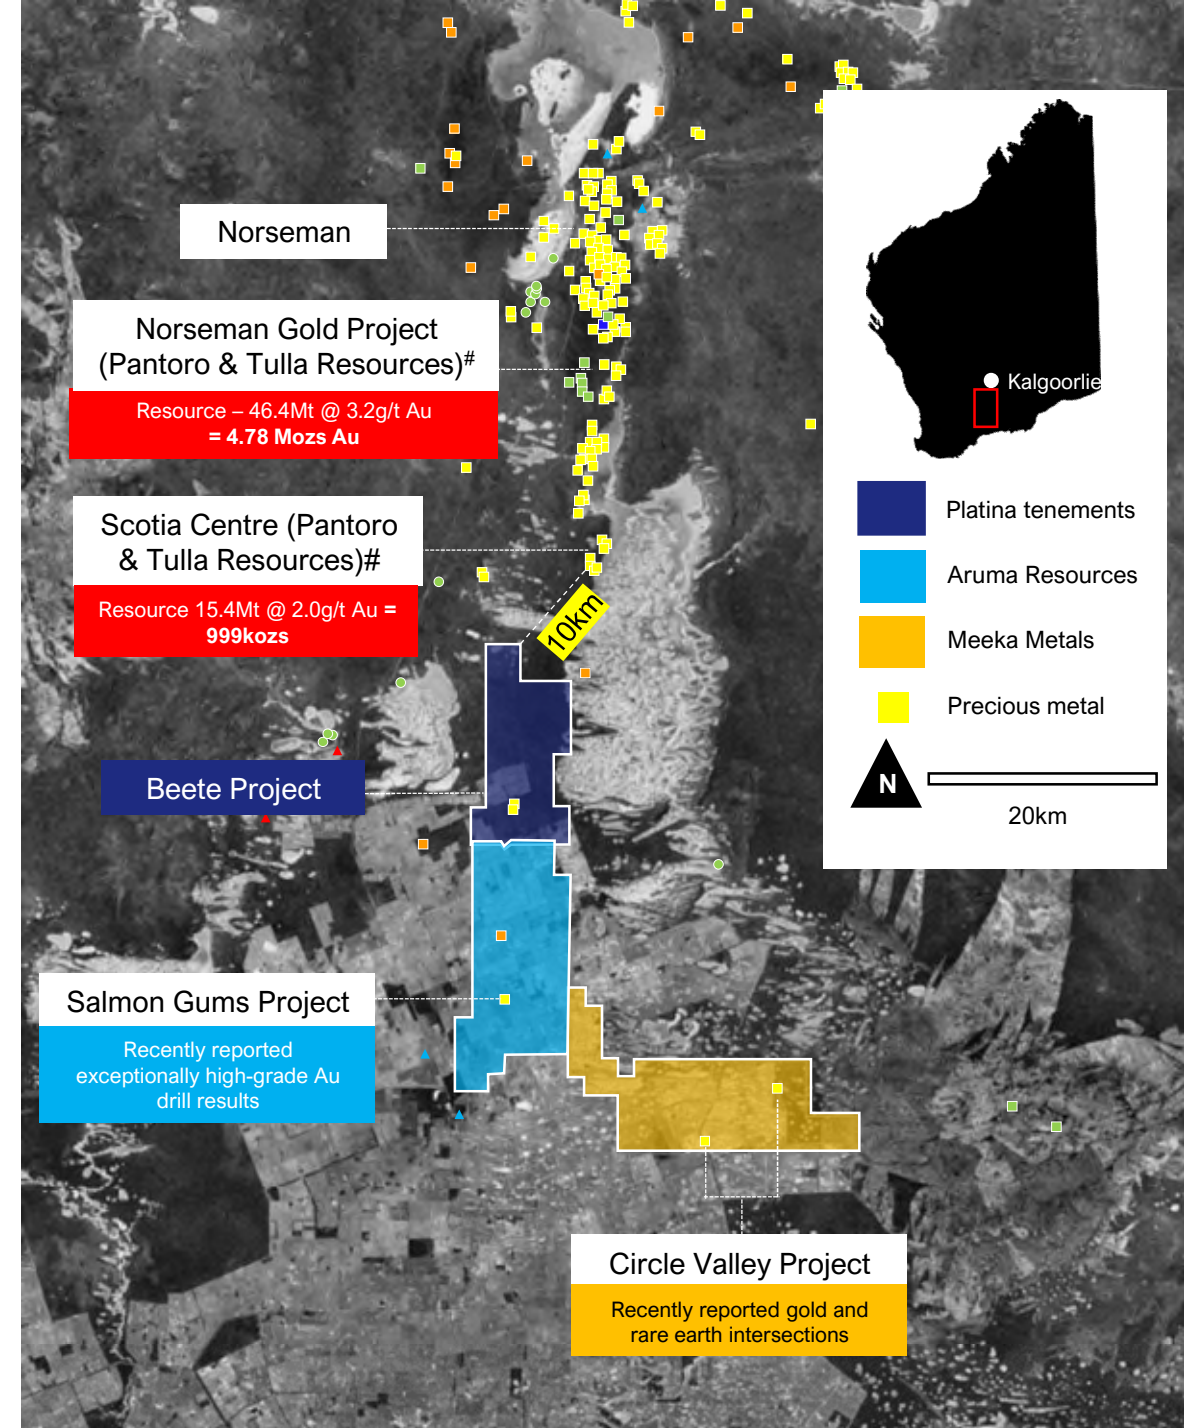 Norseman
Norseman Gold Project
(Pantoro & Tulla Resources)#
Resource – 46.4Mt @ 3.2g/t Au
= 4.78 Mozs Au
Scotia Centre (Pantoro
& Tulla Resources)#
Resource 15.4Mt @ 2.0g/t Au =
999kozs
10km
Beete Project
Salmon Gums Project
Recently reported
exceptionally high-grade Au
drill results
Circle Valley Project
Recently reported gold and
rare earth intersections
Kalgoorlie
Platina tenements
Aruma Resources
Meeka Metals
Precious metal
N
20km